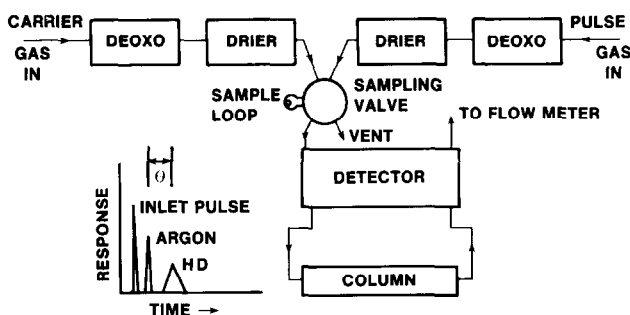 CARRIER
GAS
IN
DEOXO
DRIER
DRIER
DEOXO
PULSE
GAS
IN
SAMPLE
LOOP
SAMPLING
VALVE
VENT
TO FLOW METER
DETECTOR
COLUMN
θ
INLET PULSE
ARGON
HD
RESPONSE
TIME →